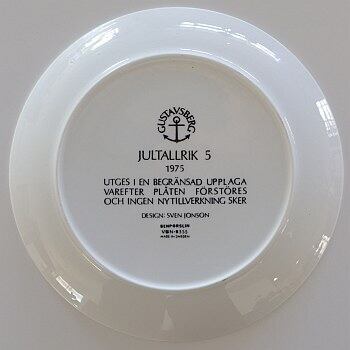 GUSTAVSBERG
JULTALLRIK 5
1975
UTGES I EN BEGRÄNSAD UPPLAGA
VAREFTER PLÅTEN FÖRSTÖRES
OCH INGEN NYTILLVERKNING SKER
DESIGN: SVEN JONSON
BENPORSLIN
MADE IN SWEDEN